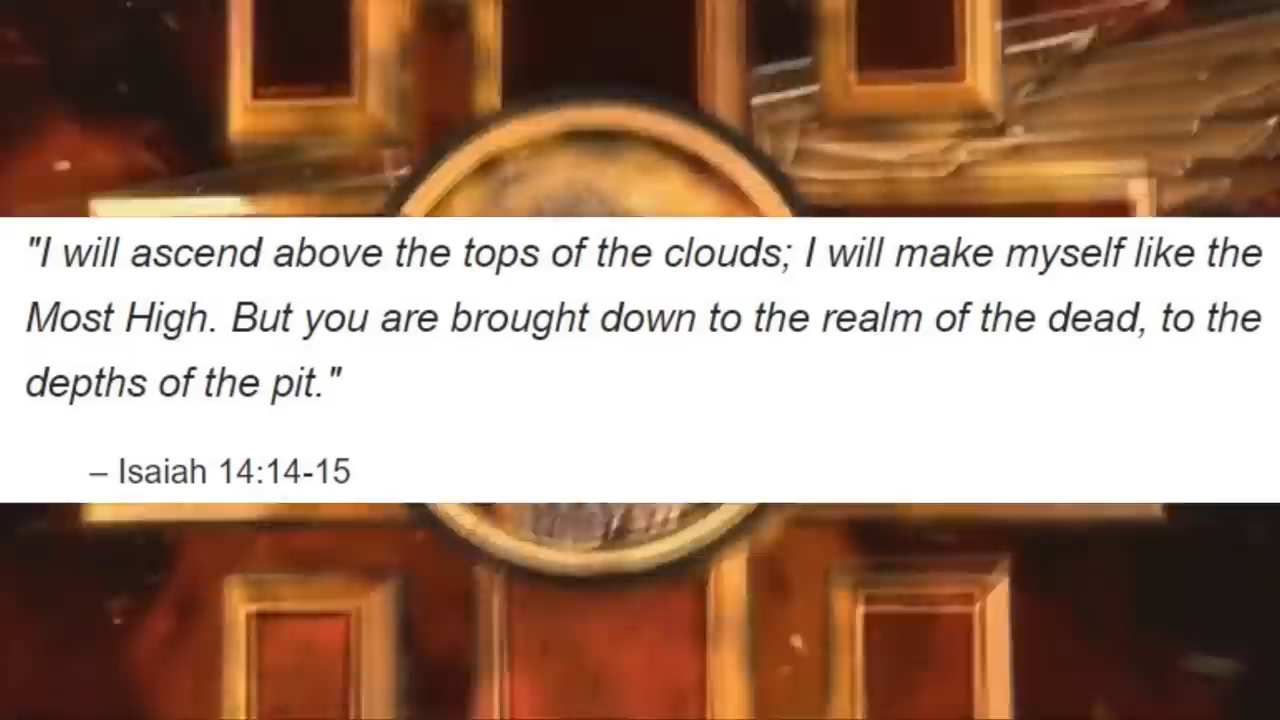 "I will ascend above the tops of the clouds; I will make myself like the
Most High. But you are brought down to the realm of the dead, to the
depths of the pit."
– Isaiah 14:14-15